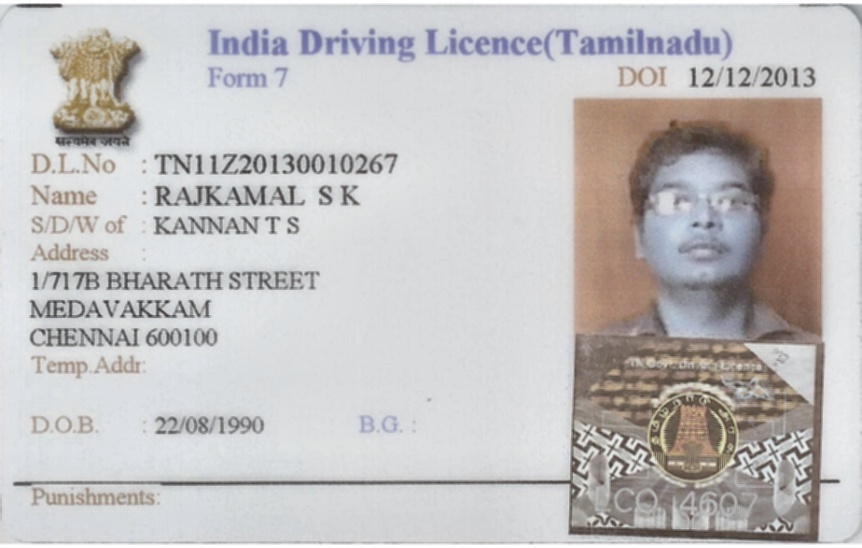 India Driving Licence(Tamilnadu)
Form 7
DOI 12/12/2013
सत्यमेव जयते
D.L.No : TN11Z20130010267
Name : RAJKAMAL S K
S/D/W of : KANNAN T S
Address :
1/717B BHARATH STREET
MEDAVAKKAM
CHENNAI 600100
Temp.Addr:
D.O.B. : 22/08/1990 B.G. :
Punishments:
CO 4607